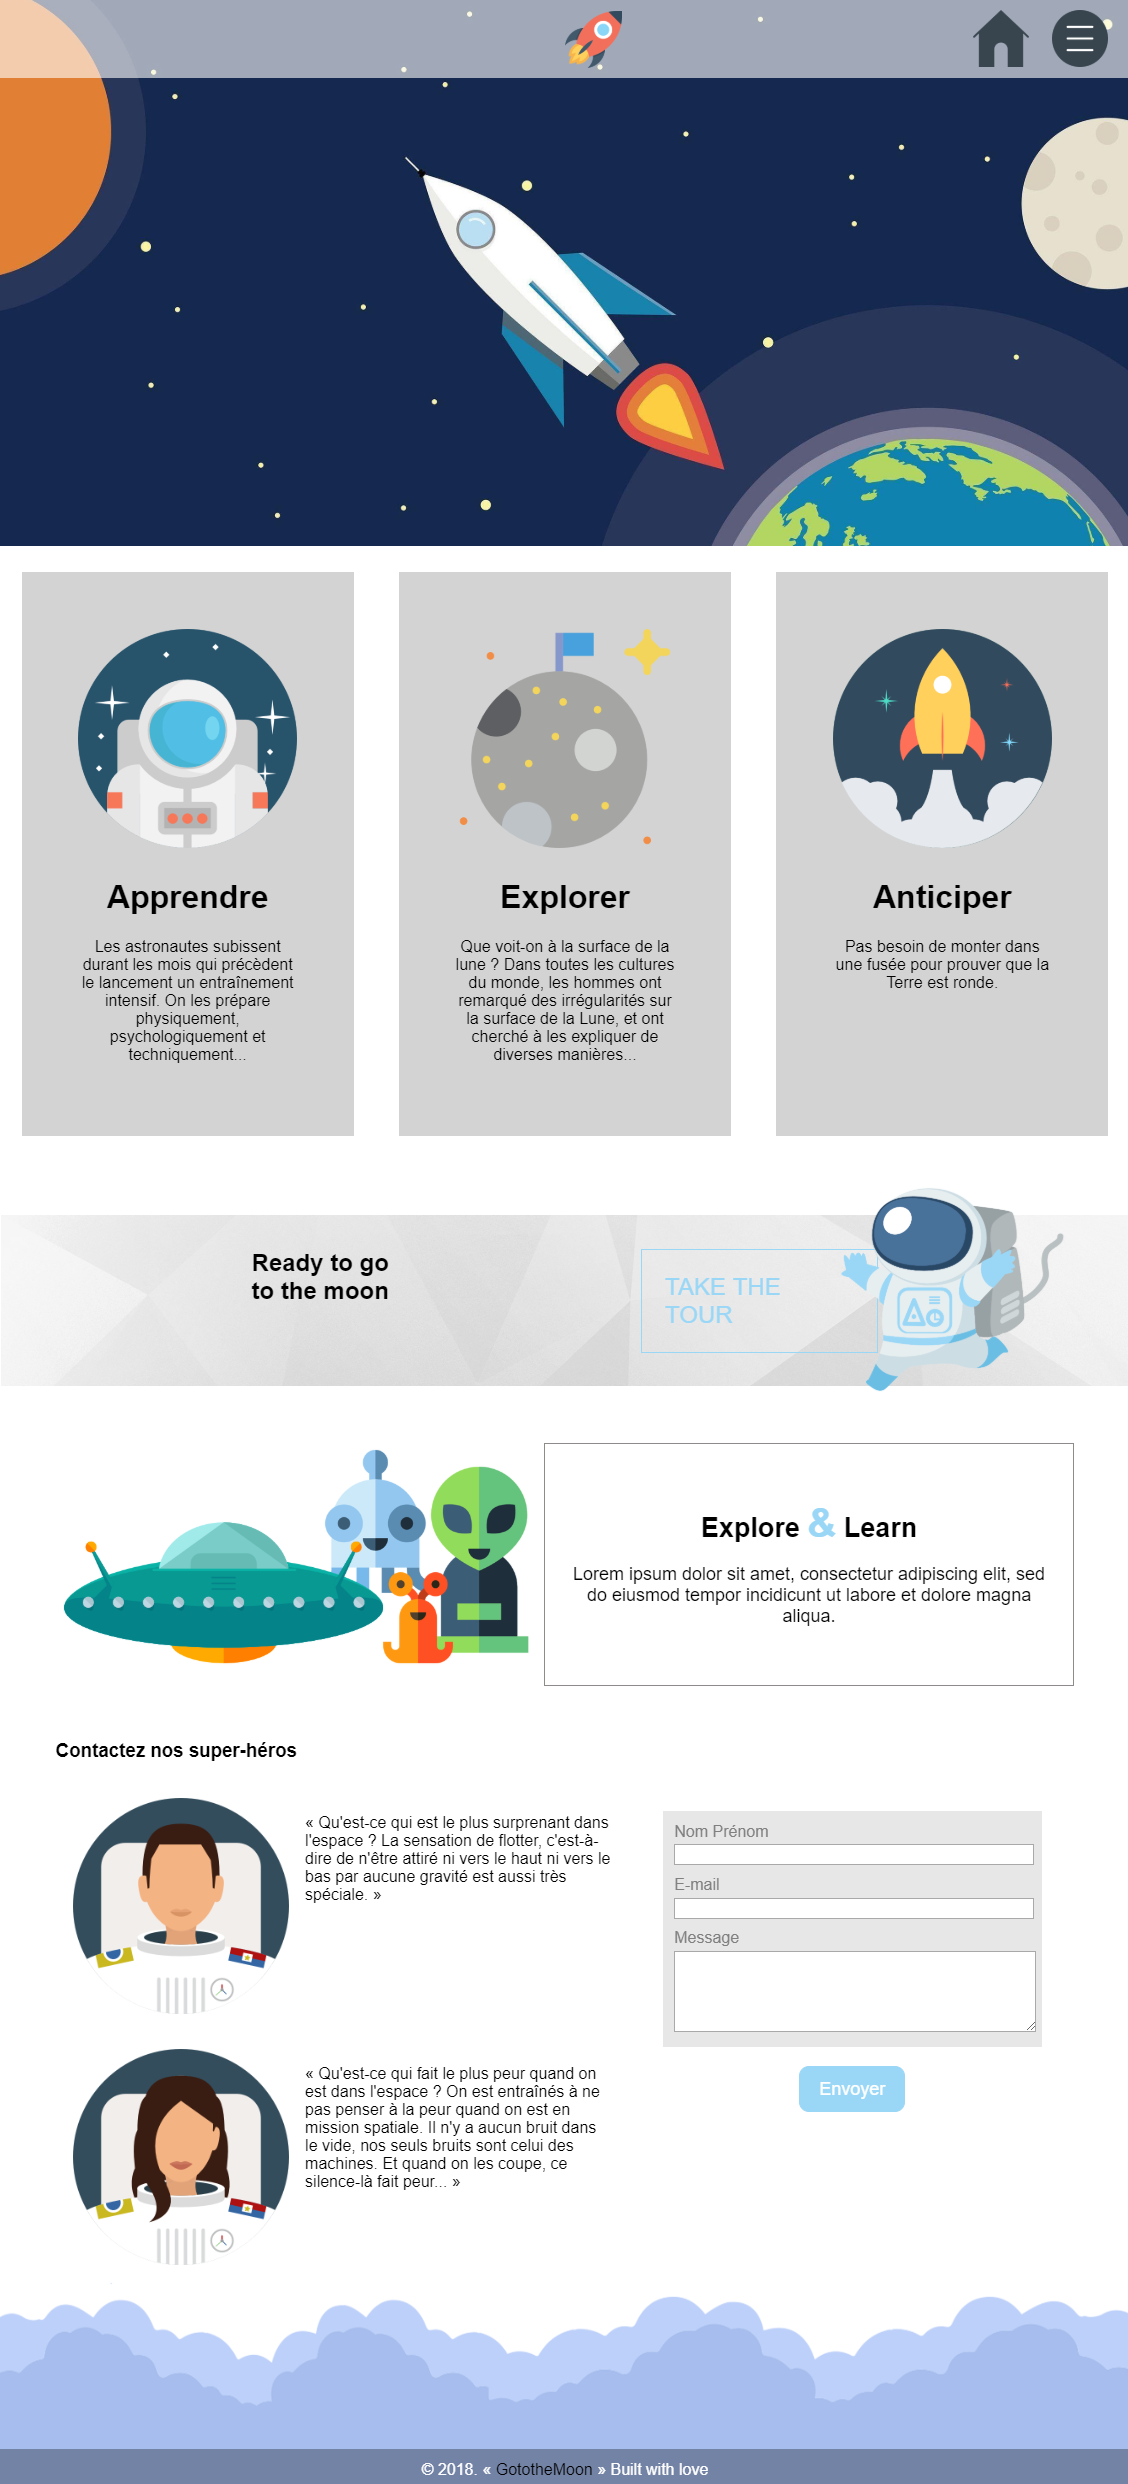 Apprendre
Les astronautes subissent
durant les mois qui précèdent
le lancement un entraînement
intensif. On les prépare
physiquement,
psychologiquement et
techniquement...
Explorer
Que voit-on à la surface de la
lune ? Dans toutes les cultures
du monde, les hommes ont
remarqué des irrégularités sur
la surface de la Lune, et ont
cherché à les expliquer de
diverses manières...
Anticiper
Pas besoin de monter dans
une fusée pour prouver que la
Terre est ronde.
Ready to go
to the moon
TAKE THE
TOUR
Explore & Learn
Lorem ipsum dolor sit amet, consectetur adipiscing elit, sed
do eiusmod tempor incidicunt ut labore et dolore magna
aliqua.
Contactez nos super-héros
« Qu'est-ce qui est le plus surprenant dans
l'espace ? La sensation de flotter, c'est-à-
dire de n'être attiré ni vers le haut ni vers le
bas par aucune gravité est aussi très
spéciale. »
« Qu'est-ce qui fait le plus peur quand on
est dans l'espace ? On est entraînés à ne
pas penser à la peur quand on est en
mission spatiale. Il n'y a aucun bruit dans
le vide, nos seuls bruits sont celui des
machines. Et quand on les coupe, ce
silence-là fait peur... »
Nom Prénom
E-mail
Message
Envoyer
© 2018. « GototheMoon » Built with love